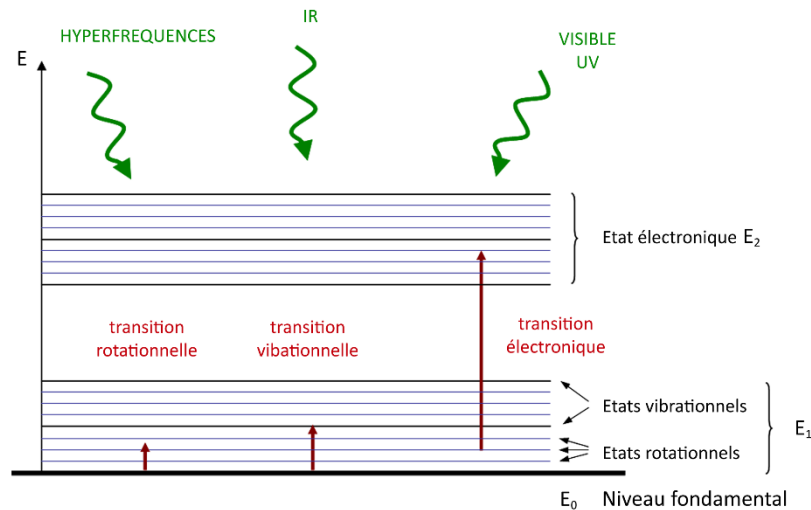 HYPERFREQUENCES
IR
VISIBLE
UV
E
Etat électronique E₂
transition
rotationnelle
transition
vibationnelle
transition
électronique
Etats vibrationnels
E₁
Etats rotationnels
E₀ Niveau fondamental